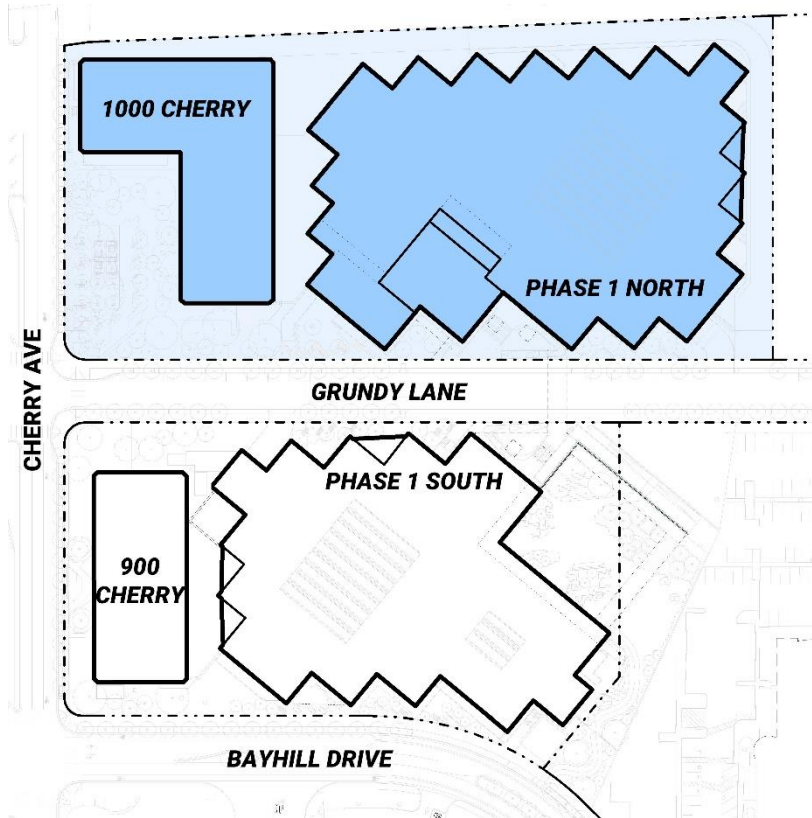 1000 CHERRY
PHASE 1 NORTH
CHERRY AVE
GRUNDY LANE
PHASE 1 SOUTH
900
CHERRY
BAYHILL DRIVE